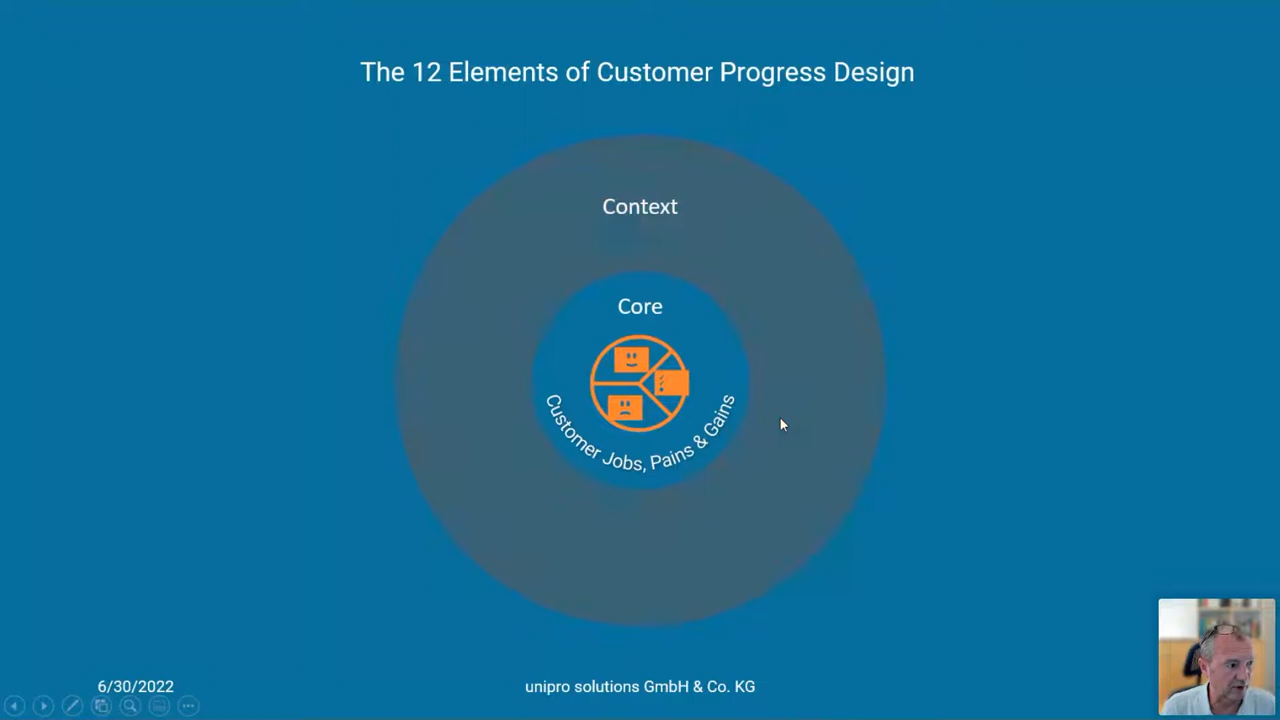 The 12 Elements of Customer Progress Design
Context
Core
Customer Jobs, Pains & Gains
6/30/2022
unipro solutions GmbH & Co. KG